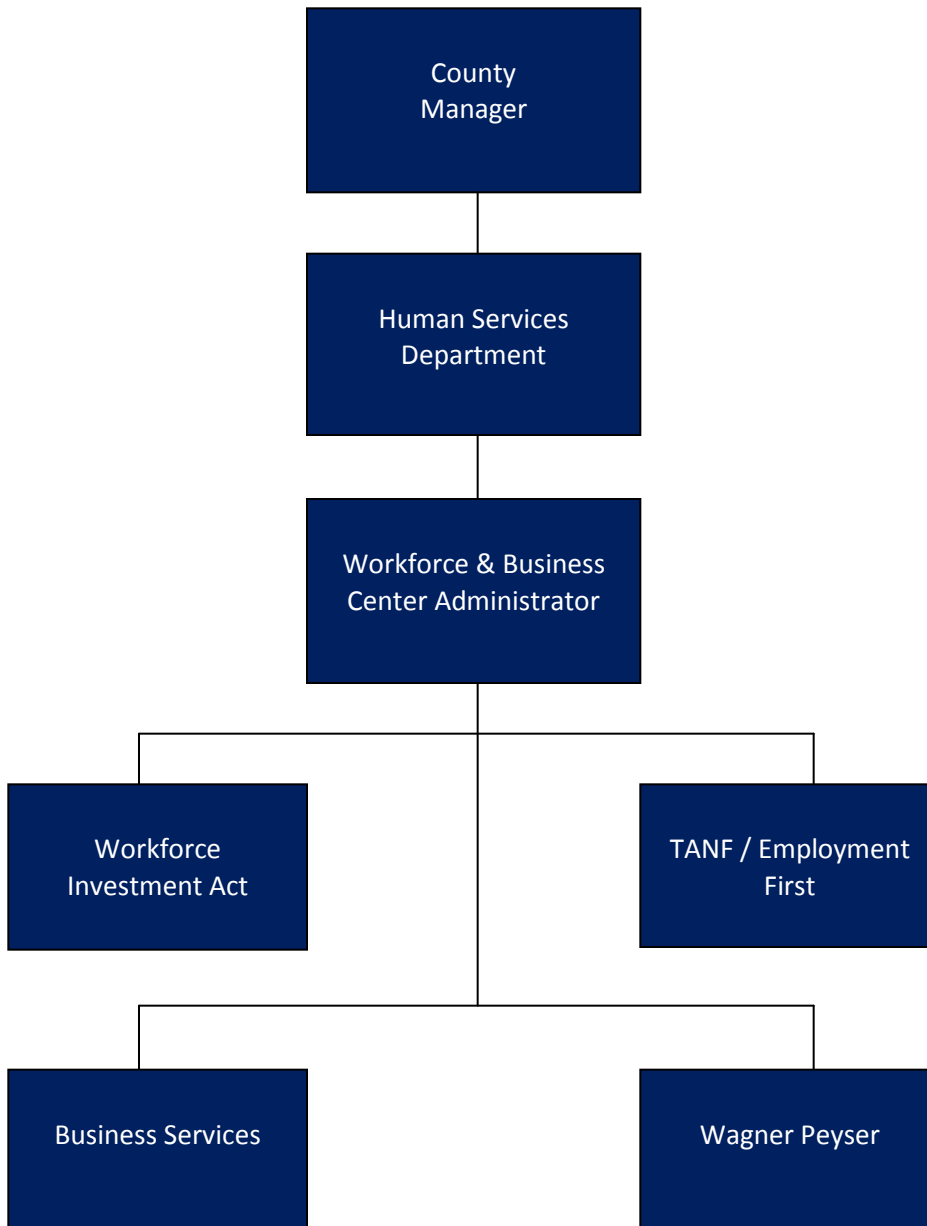 County
Manager
Human Services
Department
Workforce & Business
Center Administrator
Workforce
Investment Act
TANF / Employment
First
Business Services
Wagner Peyser